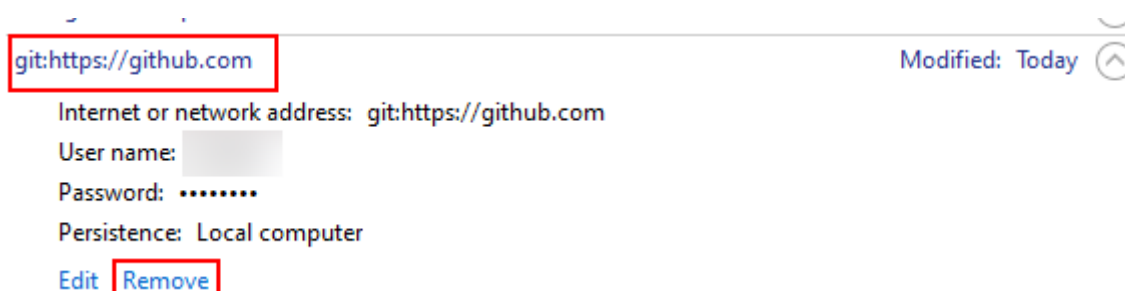 git:https://github.com Modified: Today
Internet or network address: git:https://github.com
User name:
Password: ••••••••
Persistence: Local computer
Edit Remove